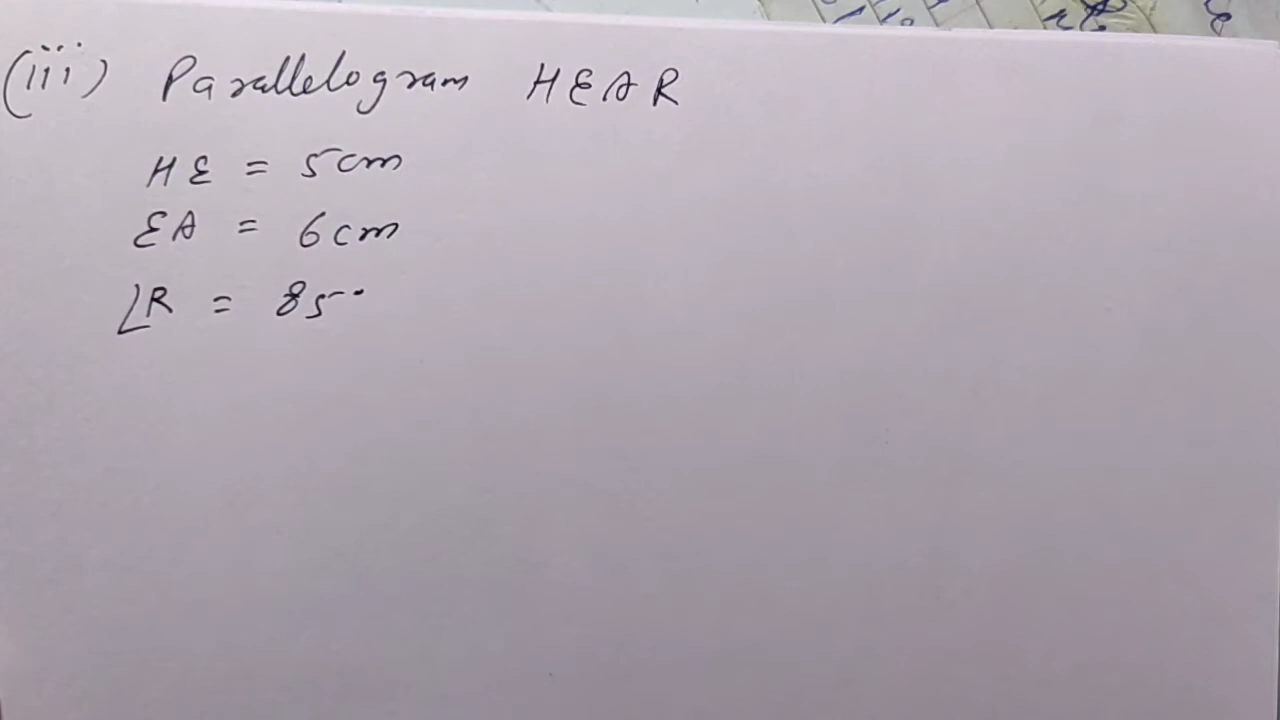 (iii) Parallelogram HEAR
HE = 5cm
EA = 6cm
∠R = 85°